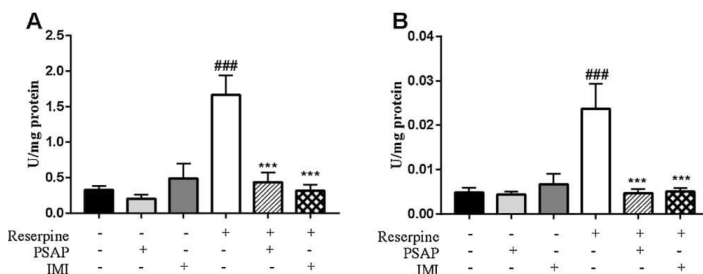 A
U/mg protein
2.5
2.0
1.5
1.0
0.5
0.0
###
***
***
Reserpine - - - + + +
PSAP - + - - + -
IMI - - + - - +
B
U/mg protein
0.04
0.03
0.02
0.01
0.00
###
***
***
Reserpine - - - + + +
PSAP - + - - + -
IMI - - + - - +